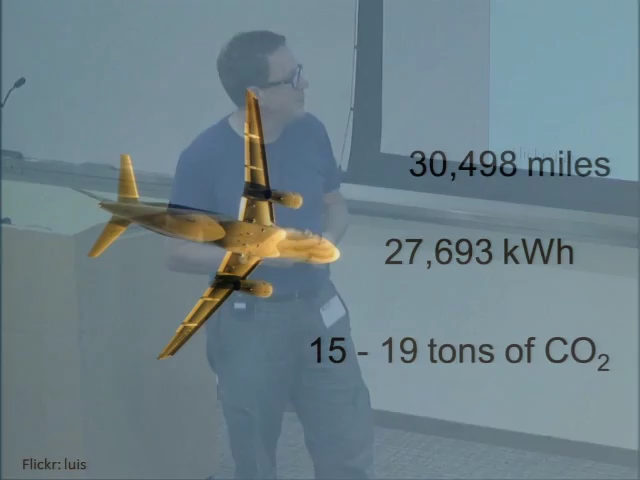 30,498 miles
27,693 kWh
15 - 19 tons of CO₂
Flickr: luis